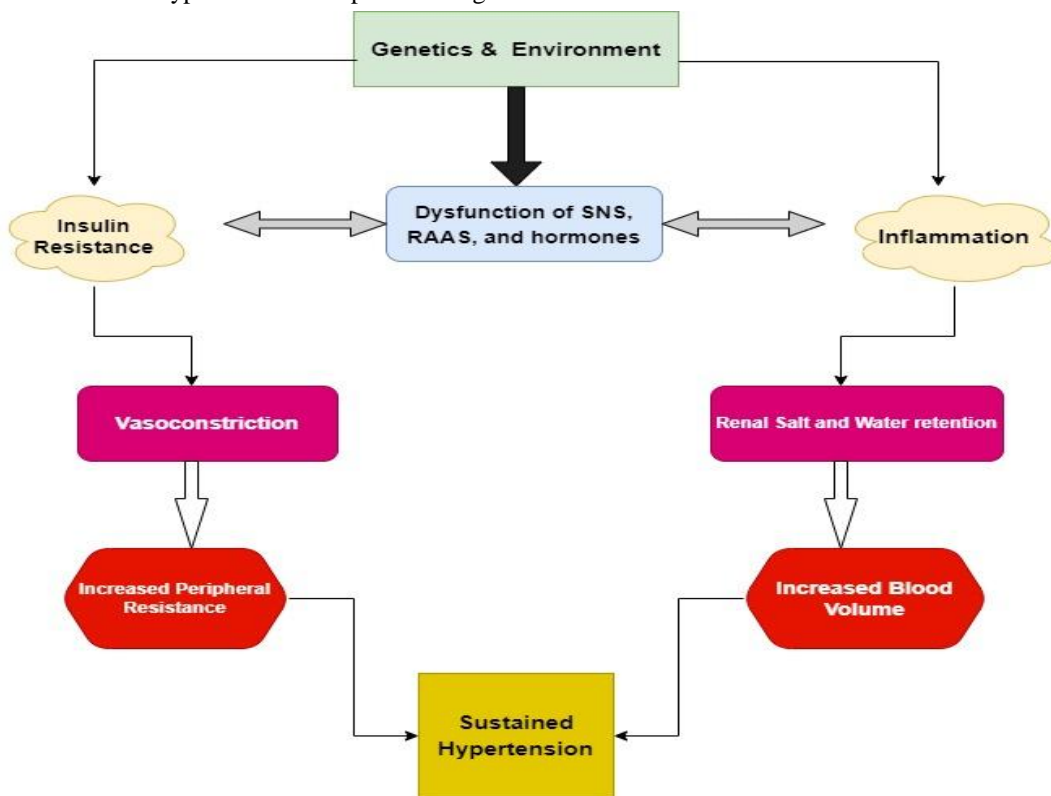 Genetics & Environment
Insulin
Resistance
Dysfunction of SNS,
RAAS, and hormones
Inflammation
Vasoconstriction
Renal Salt and Water retention
Increased Peripheral
Resistance
Increased Blood
Volume
Sustained
Hypertension